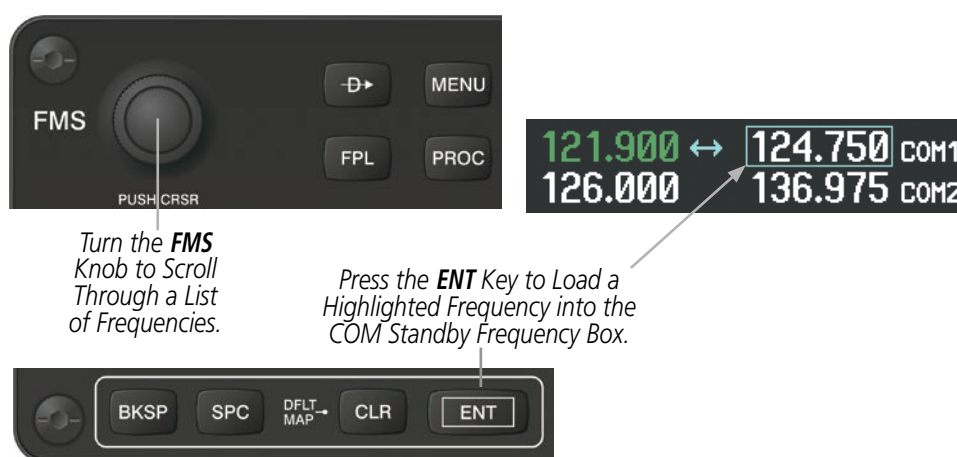 FMS
PUSH CRSR
D
MENU
FPL
PROC
121.900 ↔ 124.750 COM1
126.000 136.975 COM2
Turn the FMS
Knob to Scroll
Through a List
of Frequencies.
Press the ENT Key to Load a
Highlighted Frequency into the
COM Standby Frequency Box.
BKSP
SPC
DFLT
MAP
CLR
ENT